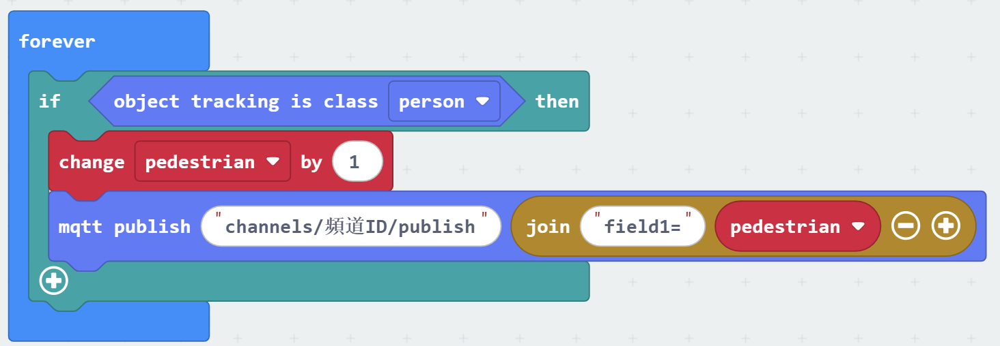 forever
if object tracking is class person then
change pedestrian by 1
mqtt publish "channels/頻道ID/publish" join "field1=" pedestrian